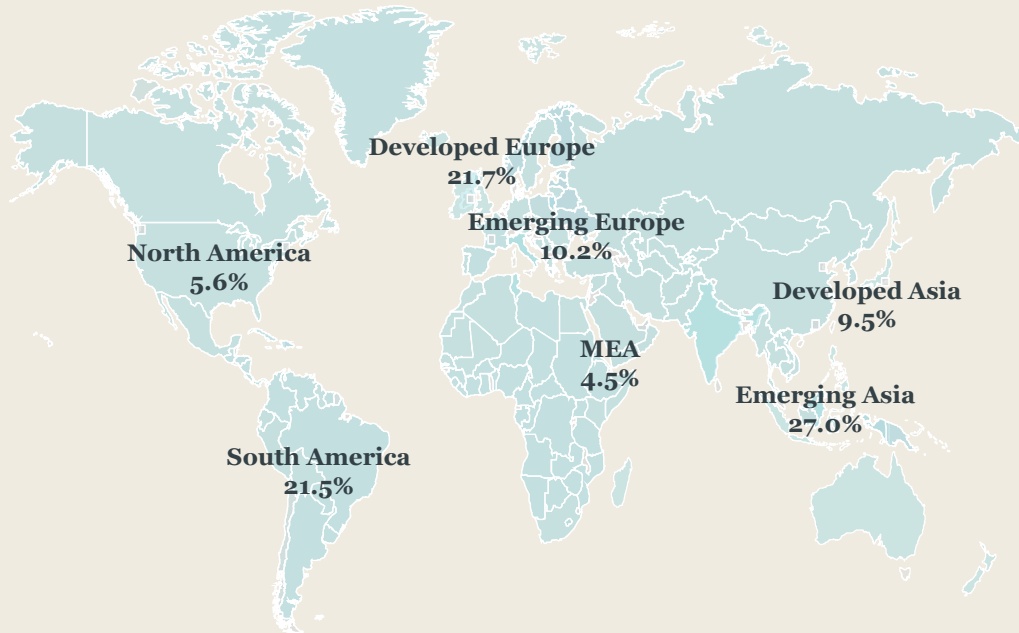 Developed Europe
21.7%
Emerging Europe
10.2%
North America
5.6%
Developed Asia
9.5%
MEA
4.5%
Emerging Asia
27.0%
South America
21.5%